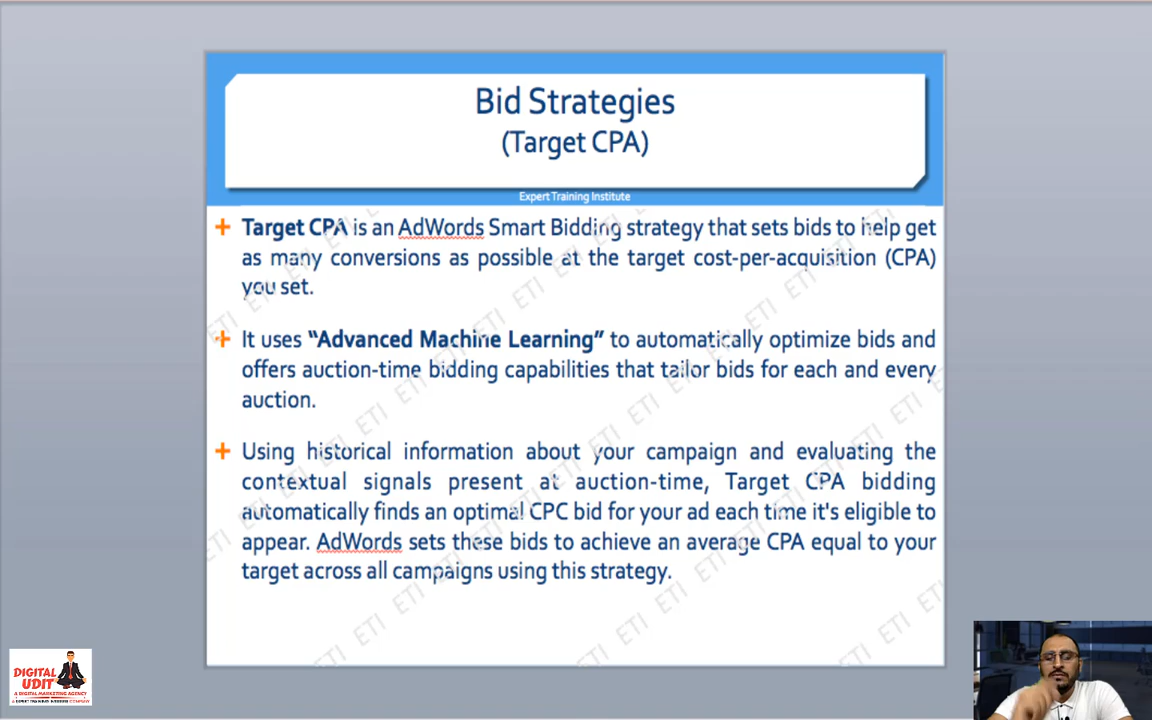 Bid Strategies
(Target CPA)
Expert Training Institute
+ Target CPA is an AdWords Smart Bidding strategy that sets bids to help get
as many conversions as possible at the target cost-per-acquisition (CPA)
you set.
+ It uses “Advanced Machine Learning” to automatically optimize bids and
offers auction-time bidding capabilities that tailor bids for each and every
auction.
+ Using historical information about your campaign and evaluating the
contextual signals present at auction-time, Target CPA bidding
automatically finds an optimal CPC bid for your ad each time it's eligible to
appear. AdWords sets these bids to achieve an average CPA equal to your
target across all campaigns using this strategy.
ETI ETI ETI ETI ETI ETI
DIGITAL
UDIT
A DIGITAL MARKETING AGENCY